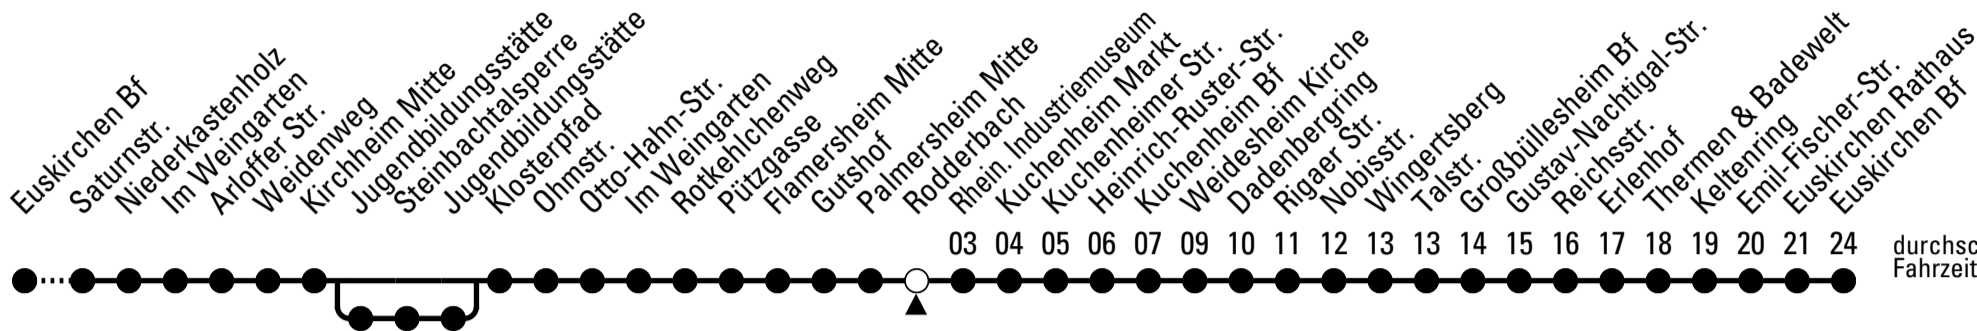 Euskirchen Bf
Saturnstr.
Niederkastenholz
Im Weingarten
Arloffer Str.
Weidenweg
Kirchheim Mitte
Jugendbildungsstätte
Steinbachtalsperre
Jugendbildungsstätte
Klosterpfad
Ohmstr.
Otto-Hahn-Str.
Im Weingarten
Rotkehlchenweg
Pützgasse
Flamersheim Mitte
Gutshof
Palmersheim Mitte
Rodderbach
Rhein. Industriemuseum
Kuchenheim Markt
Kuchenheimer Str.
Heinrich-Ruster-Str.
Kuchenheim Bf
Weidesheim Kirche
Dadenbergring
Rigaer Str.
Nobisstr.
Wingertsberg
Talstr.
Großbüllesheim Bf
Gustav-Nachtigal-Str.
Reichsstr.
Erlenhof
Thermen & Badewelt
Keltenring
Emil-Fischer-Str.
Euskirchen Rathaus
Euskirchen Bf
03 04 05 06 07 09 10 11 12 13 13 14 15 16 17 18 19 20 21 24
durchsc
Fahrzeit